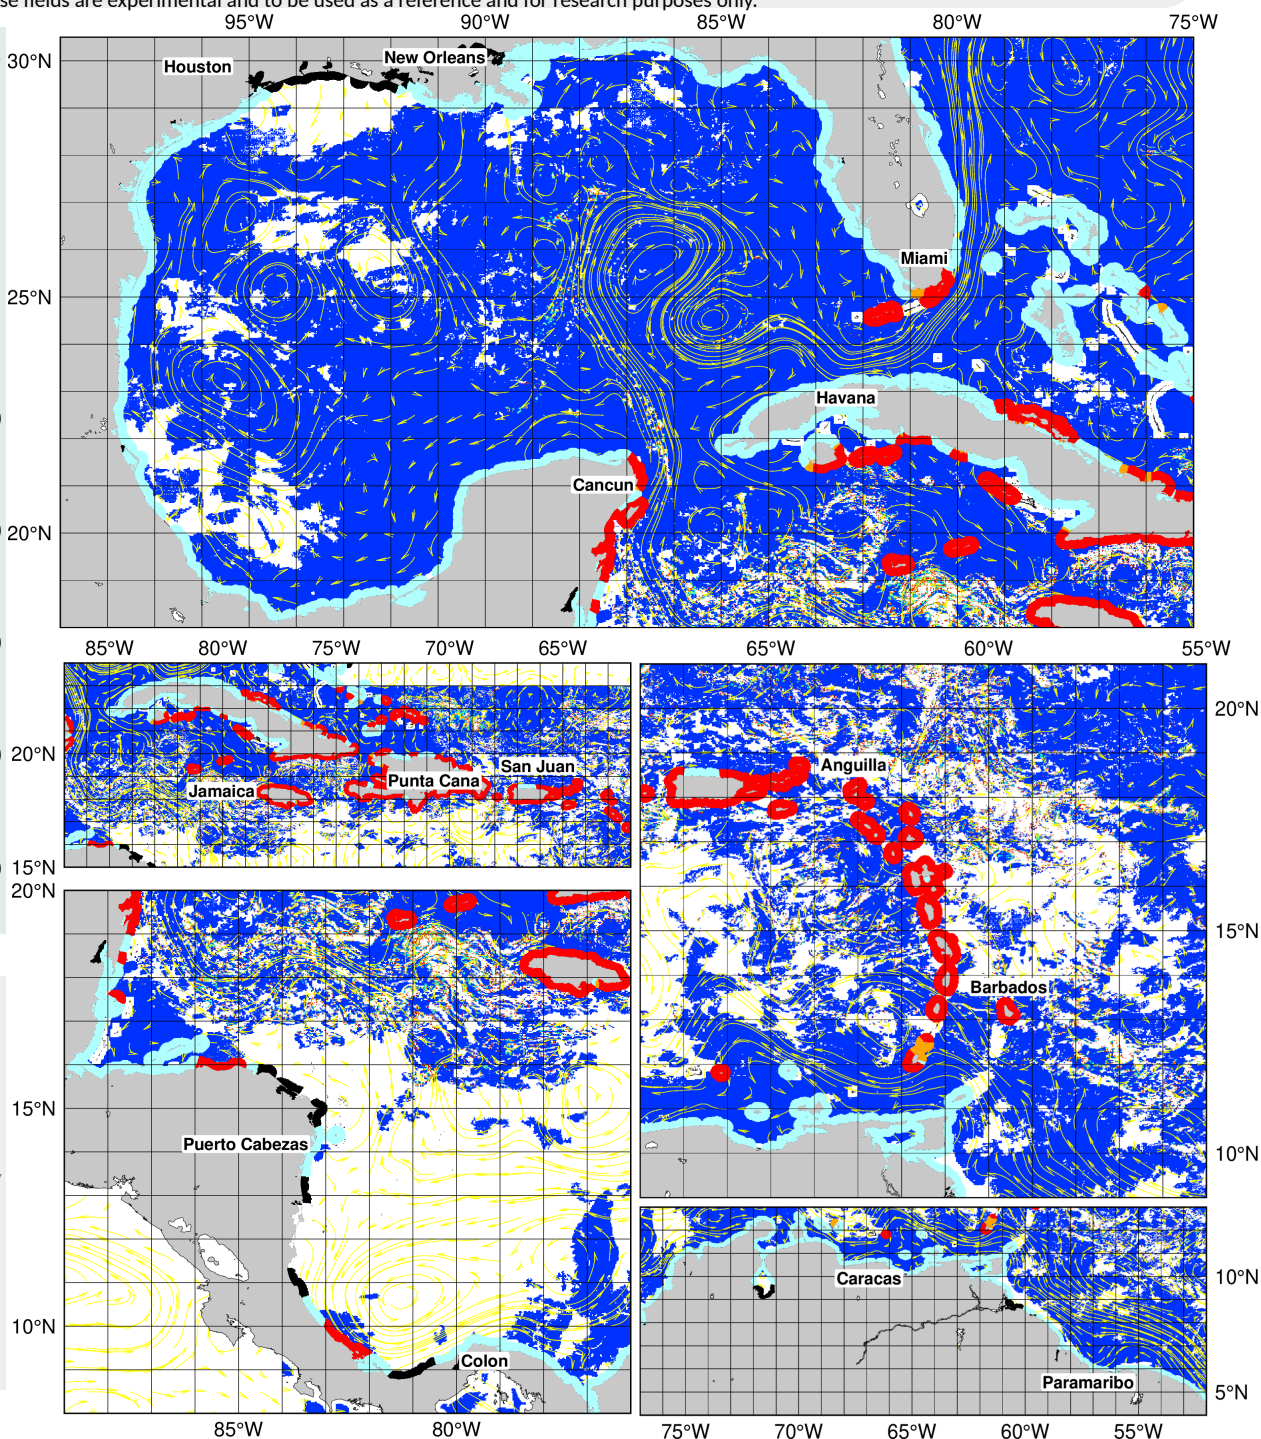 se fields are experimental and to be used as a reference and for research purposes only.
95°W 90°W 85°W 80°W 75°W
30°N
Houston
New Orleans
Miami
25°N
Havana
Cancun
20°N
85°W 80°W 75°W 70°W 65°W
20°N
San Juan
Punta Cana
Jamaica
15°N
65°W 60°W 55°W
20°N
Anguilla
15°N
Barbados
10°N
20°N
15°N
Puerto Cabezas
10°N
Colon
85°W 80°W
10°N
Caracas
Paramaribo
5°N
75°W 70°W 65°W 60°W 55°W